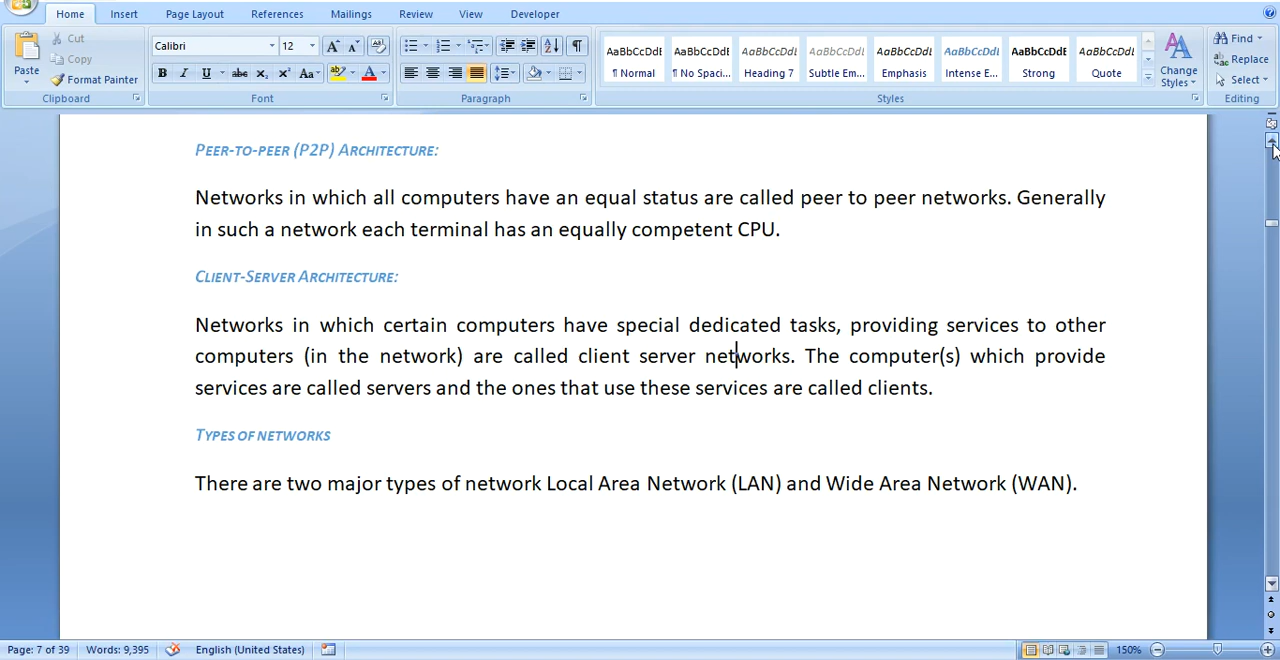 Home Insert Page Layout References Mailings Review View Developer
Paste
Cut
Copy
Format Painter
Clipboard
Calibri 12
B I U abc x₂ x² Aa
Font
Paragraph
AaBbCcDdE AaBbCcDdE AaBbCcDdE AaBbCcDdE AaBbCcDdE AaBbCcDdE AaBbCcDdE AaBbCcDdE
¶ Normal ¶ No Spaci... Heading 7 Subtle Em... Emphasis Intense E... Strong Quote
Change Styles
Styles
Find
Replace
Select
Editing
PEER-TO-PEER (P2P) ARCHITECTURE:
Networks in which all computers have an equal status are called peer to peer networks. Generally
in such a network each terminal has an equally competent CPU.
CLIENT-SERVER ARCHITECTURE:
Networks in which certain computers have special dedicated tasks, providing services to other
computers (in the network) are called client server networks. The computer(s) which provide
services are called servers and the ones that use these services are called clients.
TYPES OF NETWORKS
There are two major types of network Local Area Network (LAN) and Wide Area Network (WAN).
Page: 7 of 39 Words: 9,395 English (United States) 150%